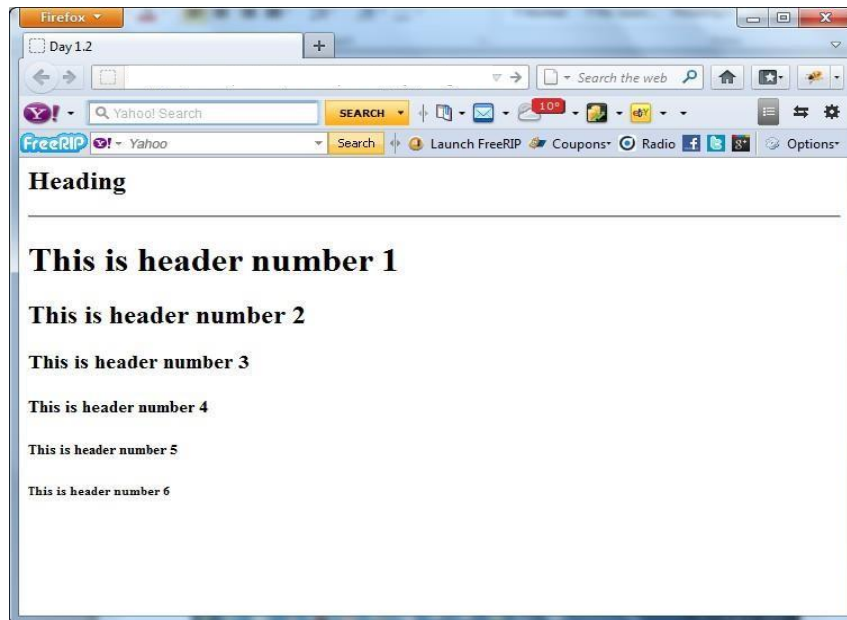 Firefox
Day 1.2
Search the web
Y! Yahoo! Search SEARCH 10° ebY
FreeRIP Y! Yahoo Search Launch FreeRIP Coupons Radio f g+ Options
Heading
This is header number 1
This is header number 2
This is header number 3
This is header number 4
This is header number 5
This is header number 6